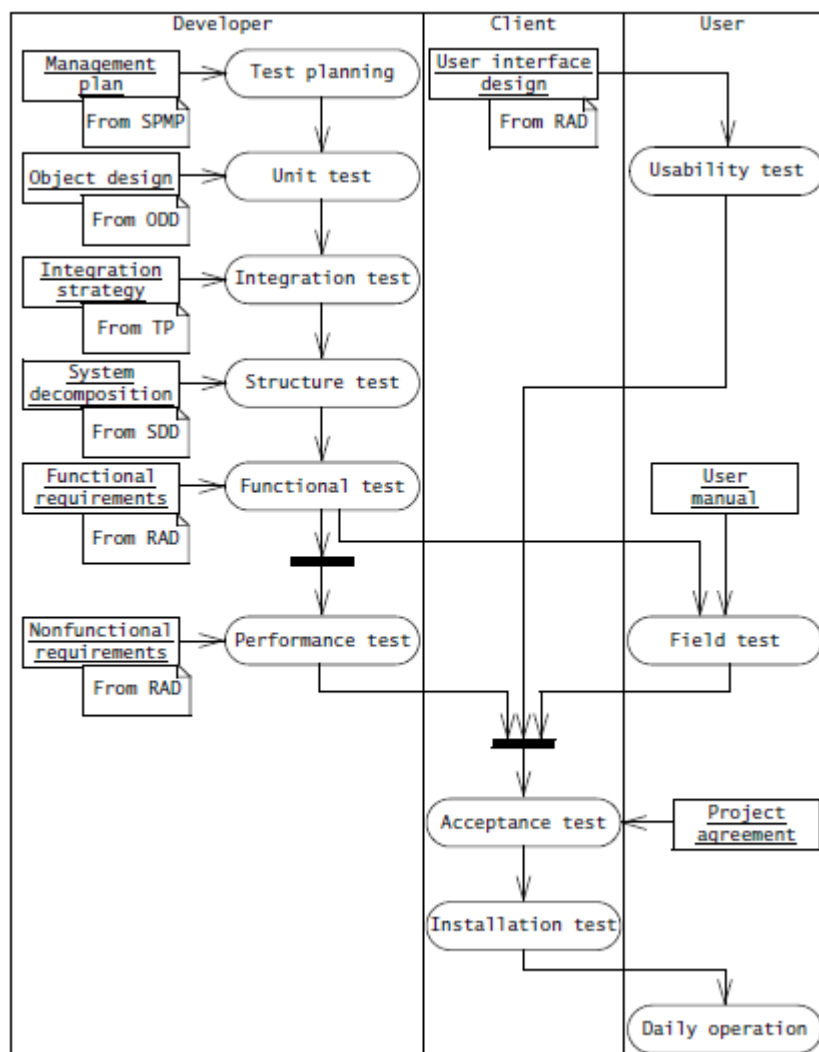 Developer
Client
User
Management
plan
Test planning
User interface
design
From SPMP
From RAD
Object design
Unit test
Usability test
From ODD
Integration
strategy
Integration test
From TP
System
decomposition
Structure test
From SDD
Functional
requirements
Functional test
User
manual
From RAD
Nonfunctional
requirements
Performance test
Field test
From RAD
Acceptance test
Project
agreement
Installation test
Daily operation